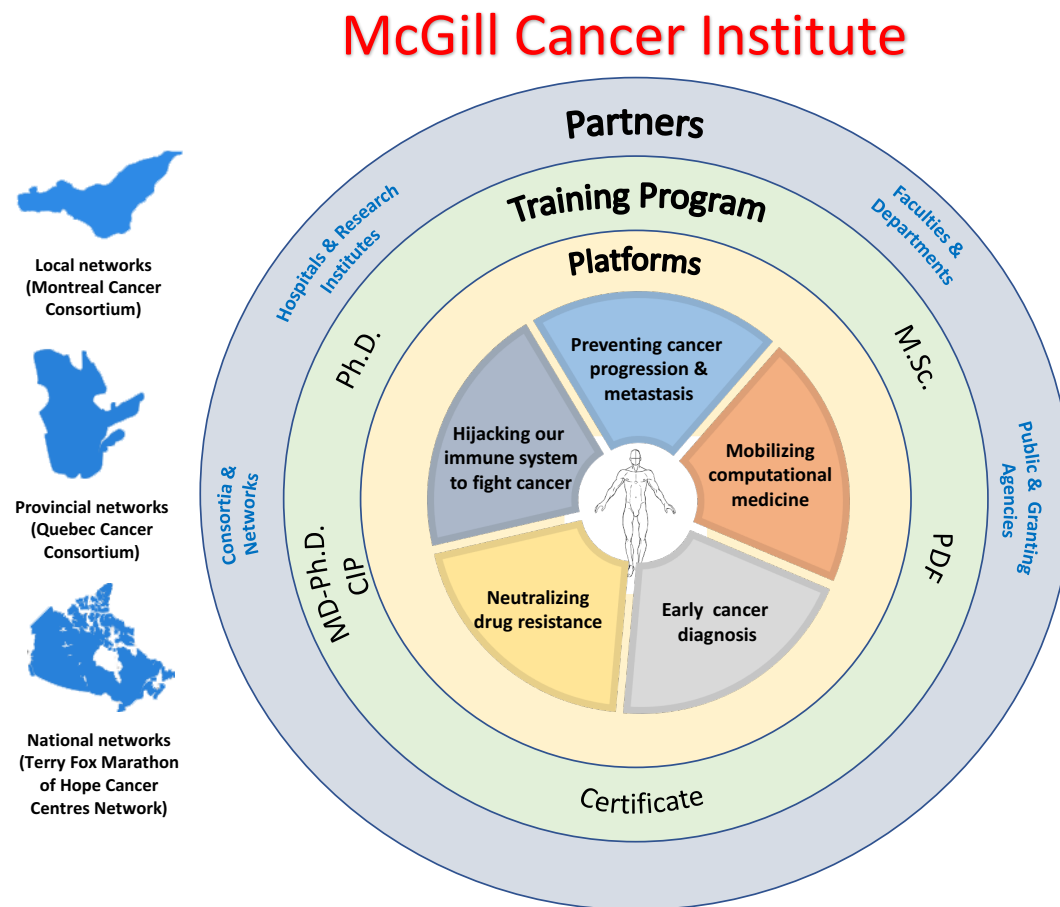 McGill Cancer Institute
Local networks
(Montreal Cancer
Consortium)
Provincial networks
(Quebec Cancer
Consortium)
National networks
(Terry Fox Marathon
of Hope Cancer
Centres Network)
Partners
Hospitals & Research
Institutes
Faculties &
Departments
Consortia &
Networks
Public & Granting
Agencies
Training Program
Ph.D.
M.Sc.
MD-Ph.D.
CIP
PDF
Certificate
Platforms
Preventing cancer
progression &
metastasis
Hijacking our
immune system
to fight cancer
Mobilizing
computational
medicine
Neutralizing
drug resistance
Early cancer
diagnosis